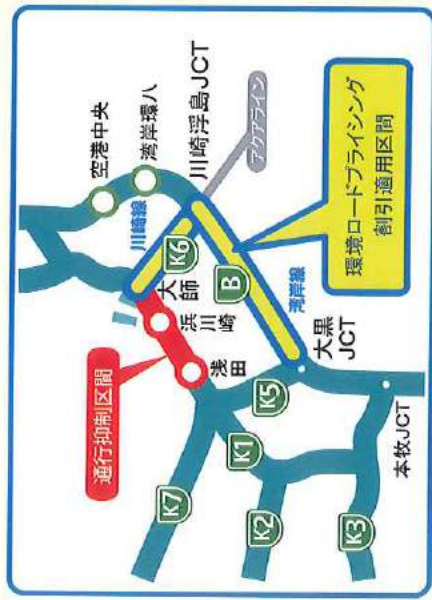 空港中央
湾岸環八
川崎浮島JCT
アクアライン
川崎線
K6
大師
浜川崎
浅田
通行抑制区間
B
湾岸線
環境ロードプライシング
割引適用区間
大黒
JCT
K5
K1
K7
K2
K3
本牧JCT